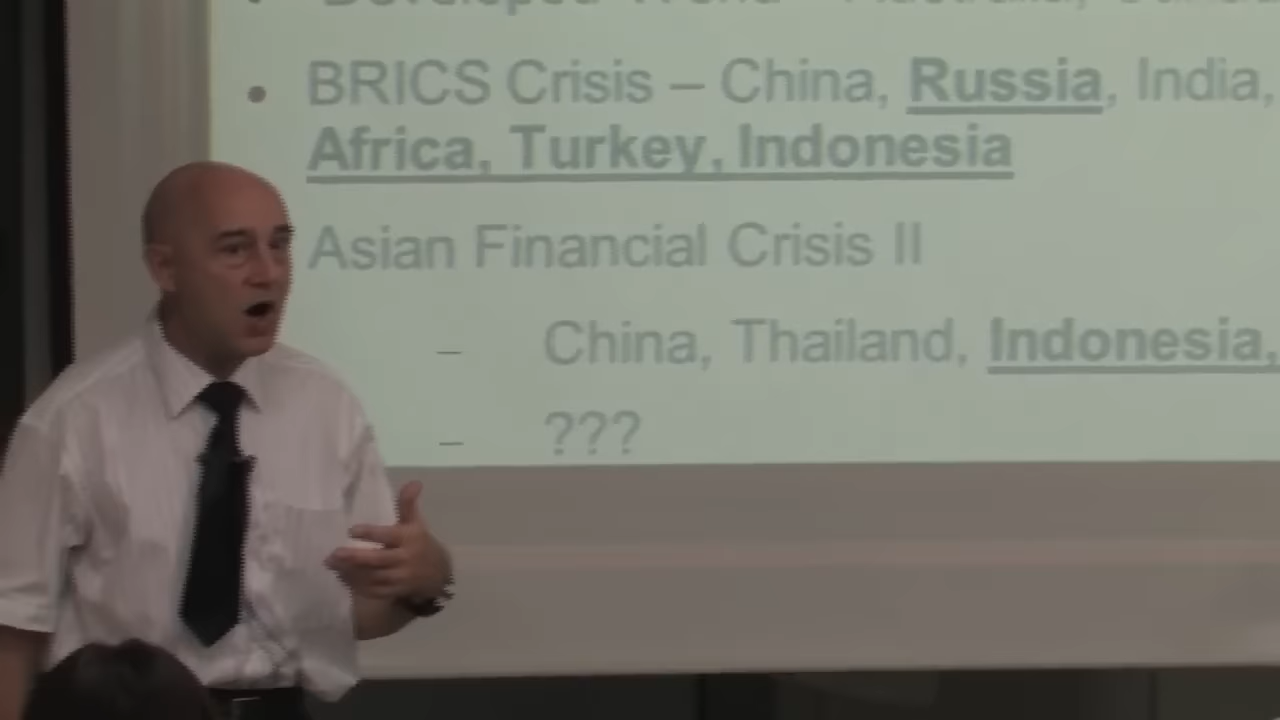 BRICS Crisis – China, Russia, India,
Africa, Turkey, Indonesia
Asian Financial Crisis II
– China, Thailand, Indonesia,
– ???